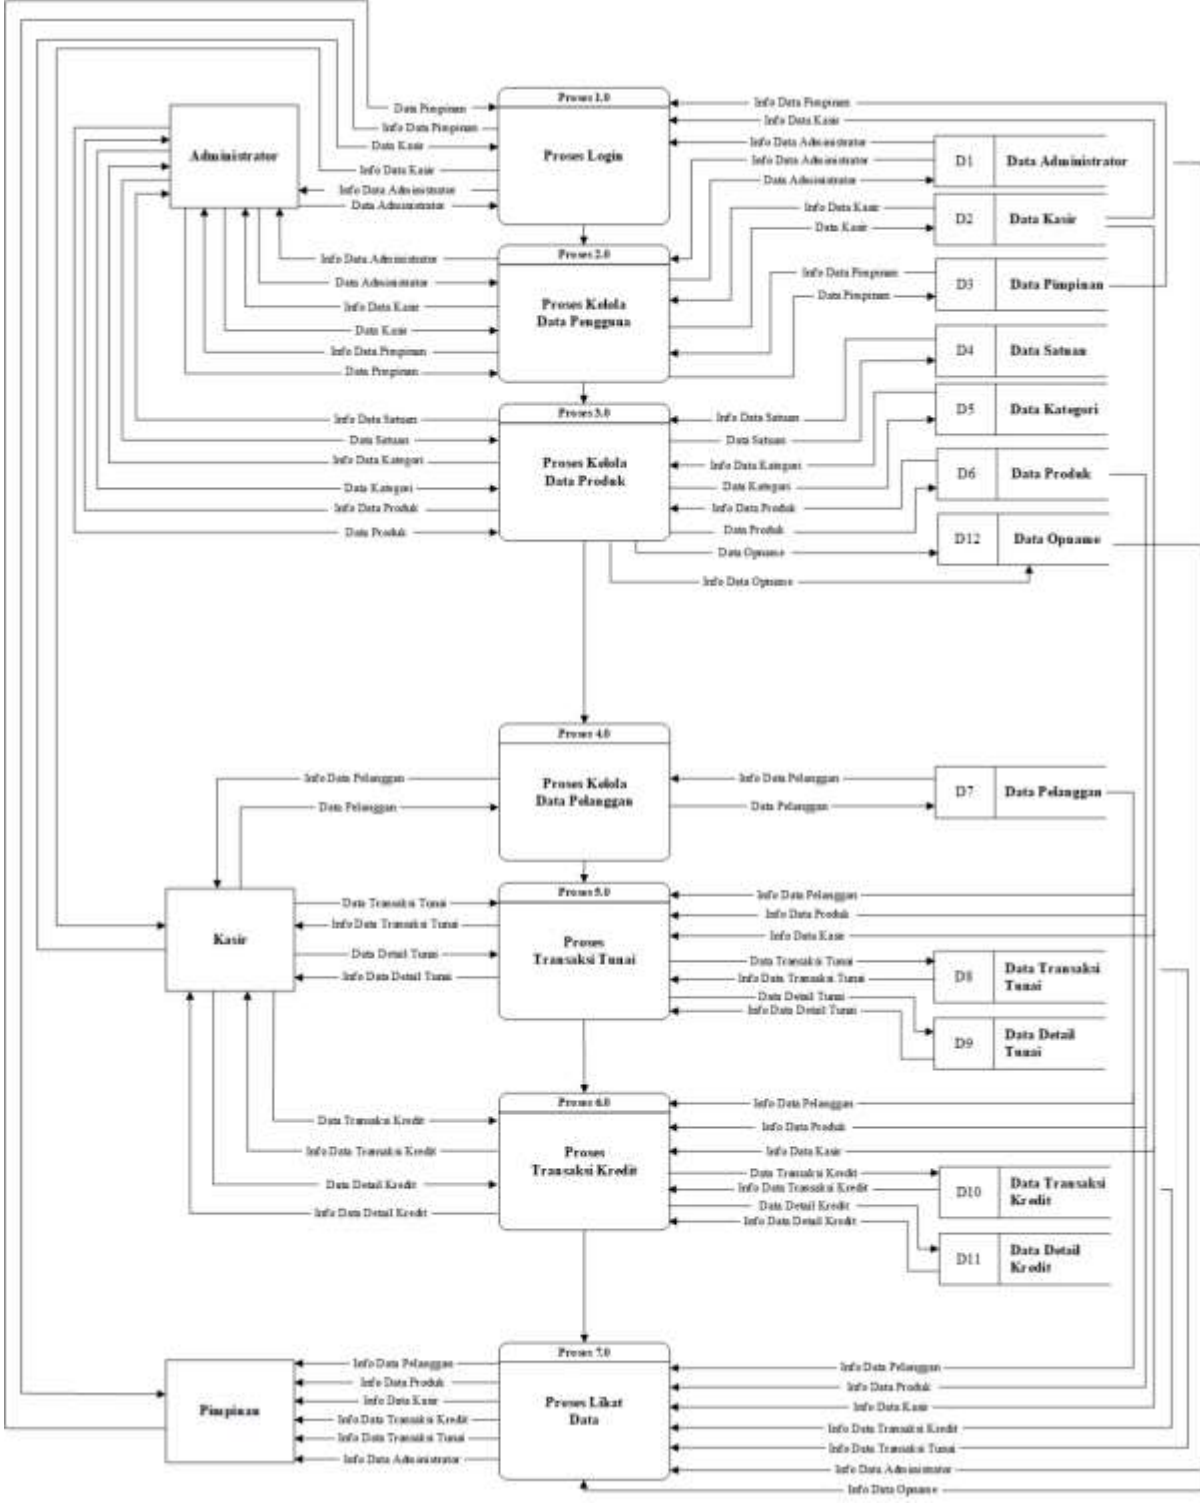 Proses 1.0
Data Pimpinan
Info Data Pimpinan
Info Data Pimpinan
Info Data Kasir
Data Kasir
Administrator
Proses Login
Info Data Administrator
D1
Data Administrator
Info Data Administrator
Info Data Kasir
Data Administrator
Info Data Administrator
Data Administrator
Info Data Kasir
D2
Data Kasir
Data Kasir
Proses 2.0
Info Data Administrator
Data Administrator
Info Data Pimpinan
D3
Data Pimpinan
Data Pimpinan
Proses Kelola
Data Pengguna
Info Data Kasir
Data Kasir
Info Data Pimpinan
Data Pimpinan
D4
Data Satuan
Proses 3.0
Info Data Satuan
Info Data Satuan
D5
Data Kategori
Data Satuan
Data Satuan
Info Data Kategori
Proses Kelola
Data Produk
Info Data Kategori
Data Kategori
D6
Data Produk
Data Kategori
Info Data Produk
Info Data Produk
Data Produk
Data Produk
D12
Data Opname
Data Opname
Info Data Opname
Proses 4.0
Info Data Pelanggan
Proses Kelola
Data Pelanggan
Info Data Pelanggan
D7
Data Pelanggan
Data Pelanggan
Data Pelanggan
Proses 5.0
Info Data Pelanggan
Data Transaksi Tunai
Info Data Produk
Info Data Transaksi Tunai
Kasir
Proses
Transaksi Tunai
Info Data Kasir
Data Detail Tunai
Data Transaksi Tunai
D8
Data Transaksi
Tunai
Info Data Detail Tunai
Info Data Transaksi Tunai
Data Detail Tunai
Info Data Detail Tunai
D9
Data Detail
Tunai
Proses 6.0
Info Data Pelanggan
Data Transaksi Kredit
Info Data Produk
Info Data Transaksi Kredit
Proses
Transaksi Kredit
Info Data Kasir
Data Detail Kredit
Data Transaksi Kredit
D10
Data Transaksi
Kredit
Info Data Transaksi Kredit
Info Data Detail Kredit
Data Detail Kredit
Info Data Detail Kredit
D11
Data Detail
Kredit
Proses 7.0
Info Data Pelanggan
Info Data Pelanggan
Info Data Produk
Info Data Produk
Pimpinan
Info Data Kasir
Proses Likat
Data
Info Data Kasir
Info Data Transaksi Kredit
Info Data Transaksi Kredit
Info Data Transaksi Tunai
Info Data Transaksi Tunai
Info Data Administrator
Info Data Administrator
Info Data Opname